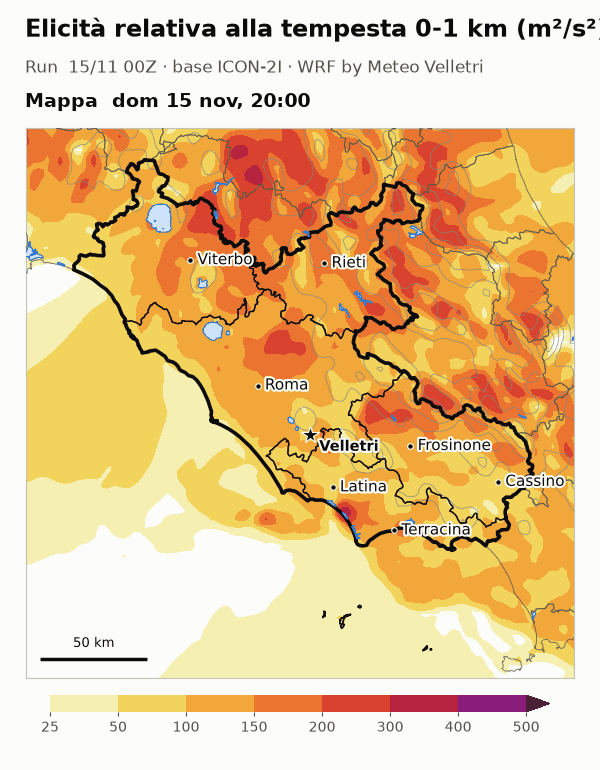 Elicità relativa alla tempesta 0-1 km (m²/s²)
Run 15/11 00Z · base ICON-2I · WRF by Meteo Velletri
Mappa dom 15 nov, 20:00
Viterbo
Rieti
Roma
Velletri
Frosinone
Latina
Cassino
Terracina
50 km
25 50 100 150 200 300 400 500